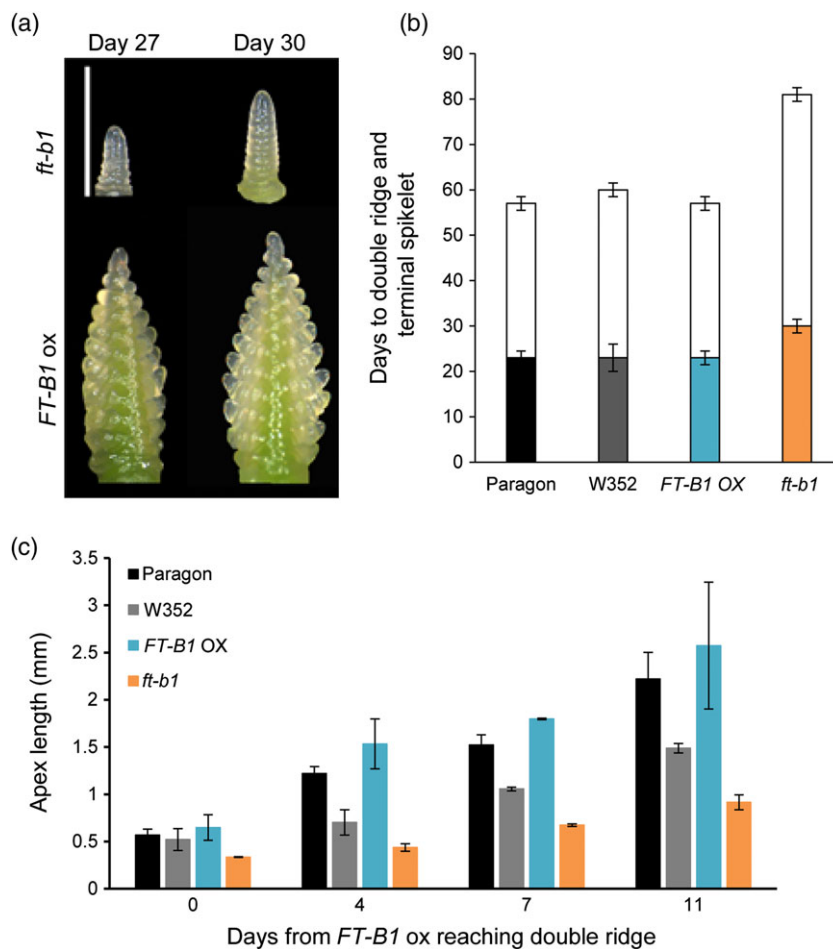 (a)
Day 27 Day 30
ft-b1
FT-B1 ox
(b)
Days to double ridge and
terminal spikelet
90
80
70
60
50
40
30
20
10
0
Paragon W352 FT-B1 OX ft-b1
(c)
Apex length (mm)
3.5
3
2.5
2
1.5
1
0.5
0
Paragon
W352
FT-B1 OX
ft-b1
0 4 7 11
Days from FT-B1 ox reaching double ridge